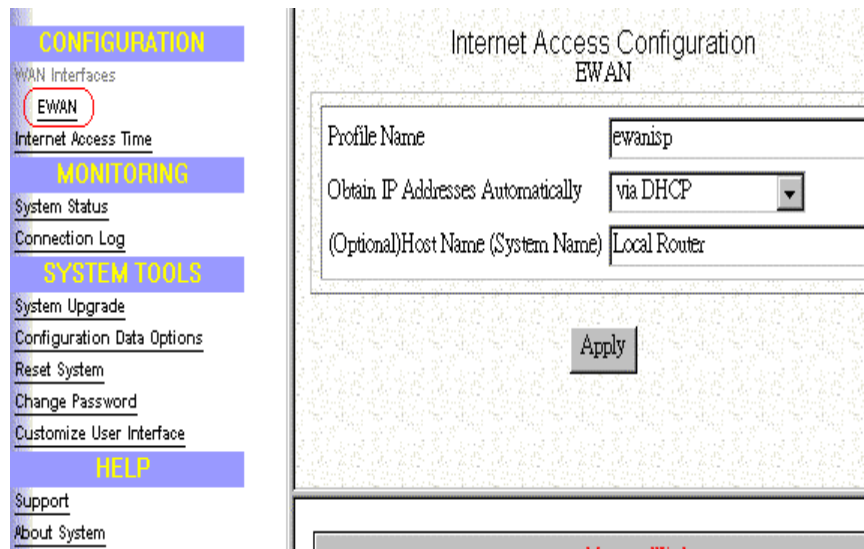 CONFIGURATION
WAN Interfaces
EWAN
Internet Access Time
MONITORING
System Status
Connection Log
SYSTEM TOOLS
System Upgrade
Configuration Data Options
Reset System
Change Password
Customize User Interface
HELP
Support
About System
Internet Access Configuration
EWAN
Profile Name ewanisp
Obtain IP Addresses Automatically via DHCP
(Optional)Host Name (System Name) Local Router
Apply